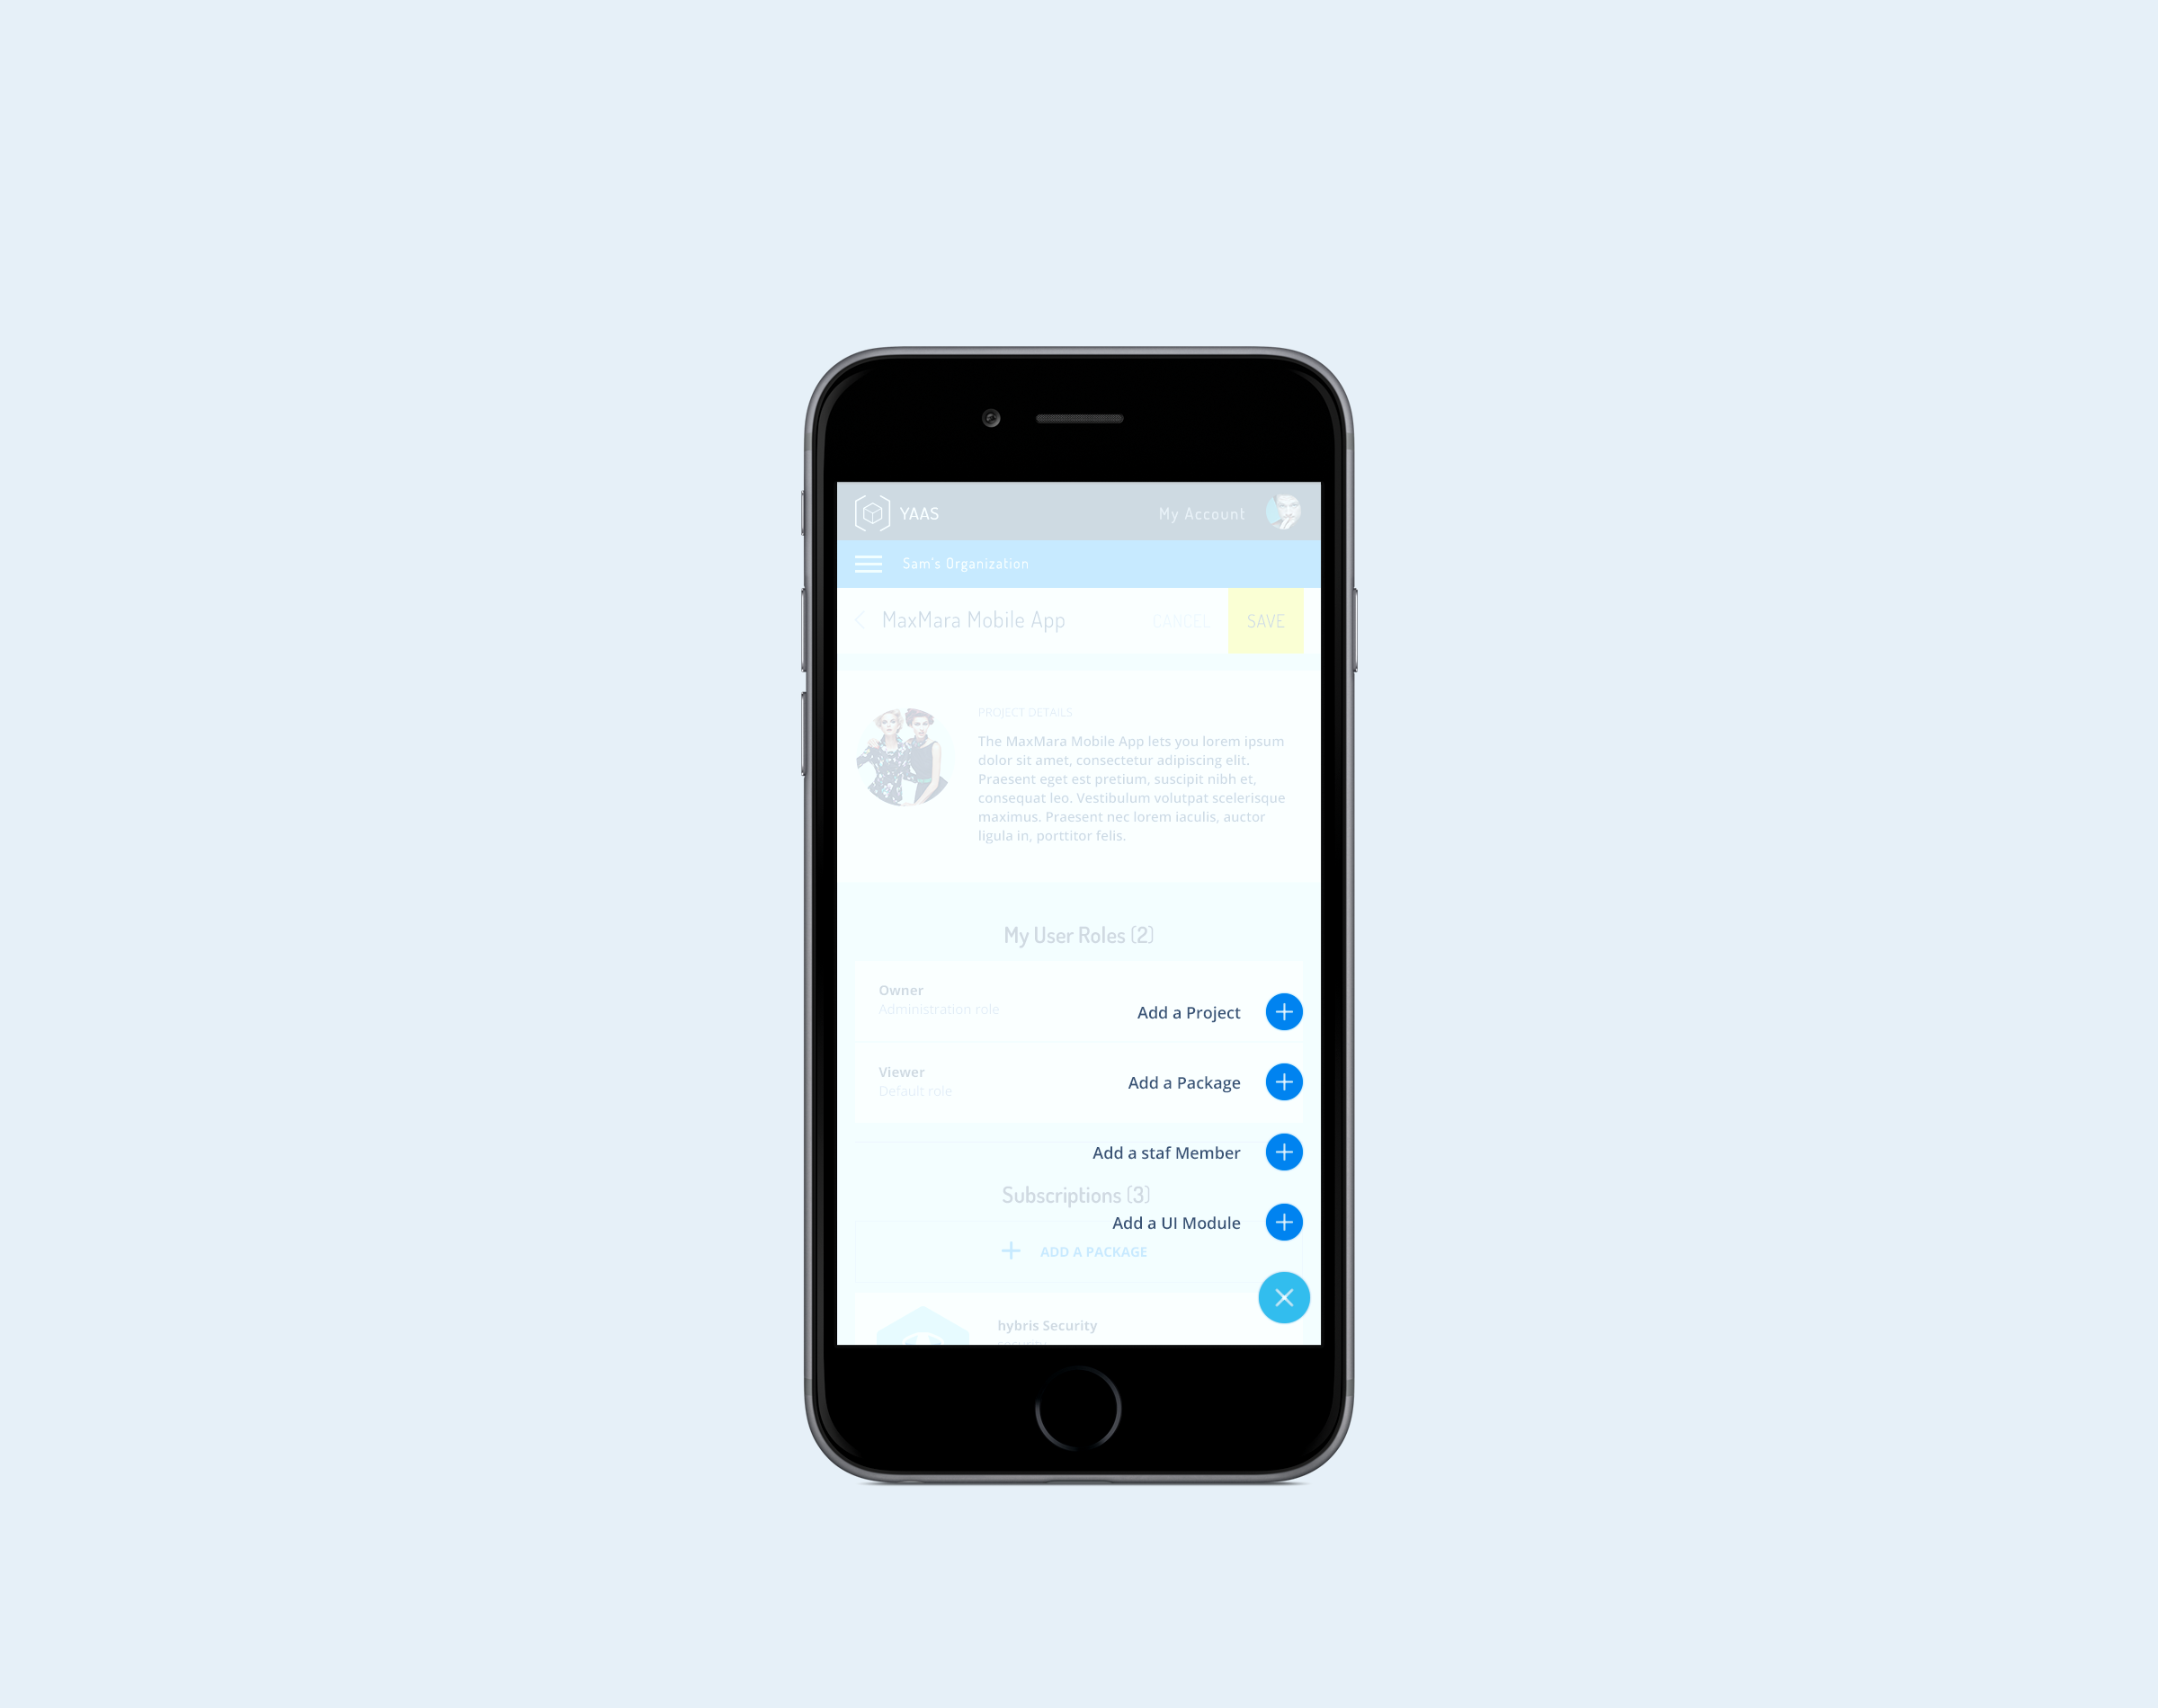 YAAS
My Account
Sam's Organization
MaxMara Mobile App
CANCEL
SAVE
PROJECT DETAILS
The MaxMara Mobile App lets you lorem ipsum
dolor sit amet, consectetur adipiscing elit.
Praesent eget est pretium, suscipit nibh et,
consequat leo. Vestibulum volutpat scelerisque
maximus. Praesent nec lorem iaculis, auctor
ligula in, porttitor felis.
My User Roles (2)
Owner
Administration role
Add a Project
Viewer
Default role
Add a Package
Add a staf Member
Subscriptions (3)
Add a UI Module
ADD A PACKAGE
hybris Security